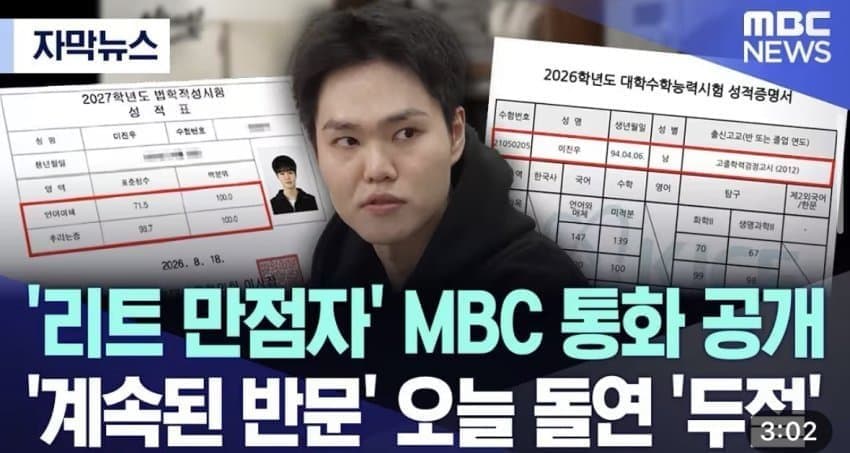 자막뉴스
MBC
NEWS
2027학년도 법학적성시험
성 적 표
성 명 이진우 수험번호
생년월일
영 역 표준점수 백분위
언어이해 71.5 100.0
추리논증 98.7 100.0
2026. 8. 18.
2026학년도 대학수학능력시험 성적증명서
수험번호 성 명 생년월일 성 별 출신고교(반 또는 졸업 연도)
21050205 이진우 94.04.06. 남 고졸학력검정고시 (2012)
한국사 국어 수학 영어 탐구 제2외국어/한문
언어와 매체 미적분 화학II 생명과학II
147 139 70 67
100 99 98
'리트 만점자' MBC 통화 공개
'계속된 반문' 오늘 돌연 '두절'
3:02